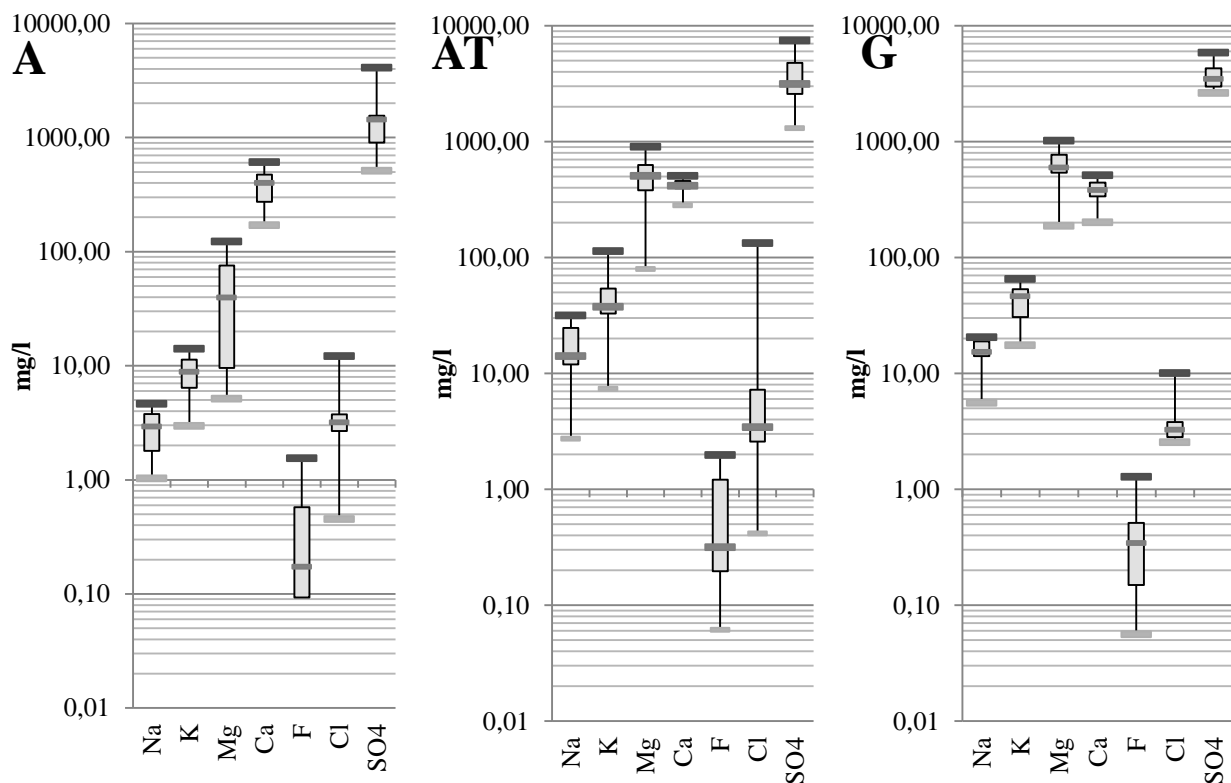 A
mg/l
10000,00
1000,00
100,00
10,00
1,00
0,10
0,01
Na
K
Mg
Ca
F
Cl
SO4
AT
mg/l
10000,00
1000,00
100,00
10,00
1,00
0,10
0,01
Na
K
Mg
Ca
F
Cl
SO4
G
mg/l
10000,00
1000,00
100,00
10,00
1,00
0,10
0,01
Na
K
Mg
Ca
F
Cl
SO4